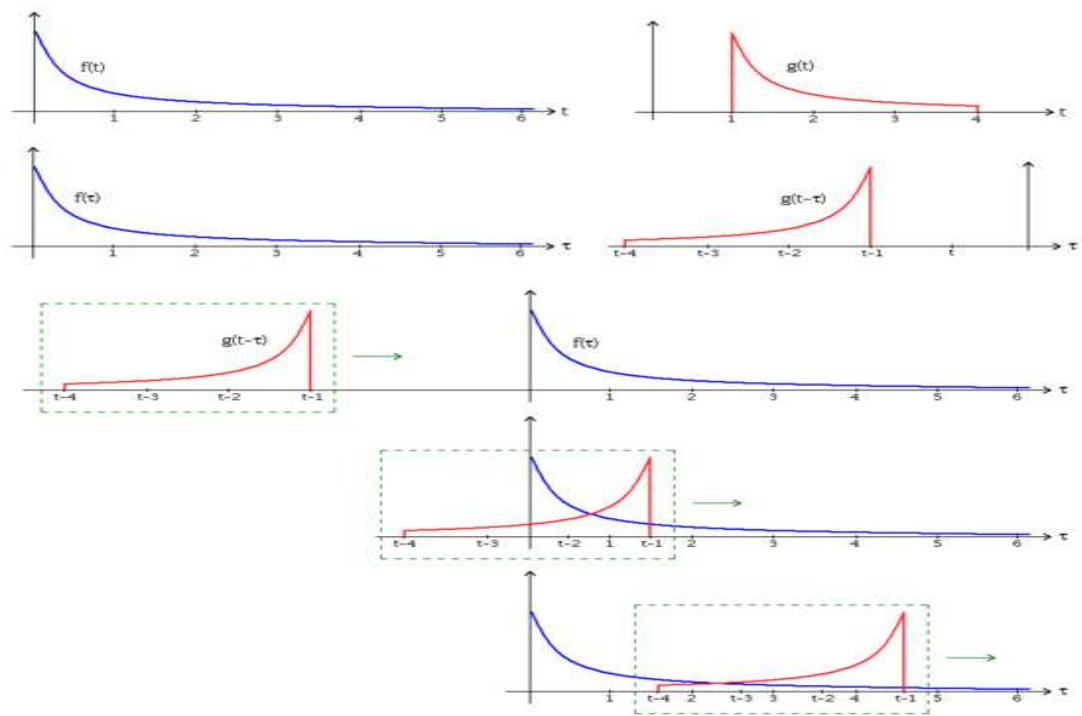 f(t)
1 2 3 4 5 6 t
g(t)
1 2 3 4 t
f(τ)
1 2 3 4 5 6 τ
g(t-τ)
t-4 t-3 t-2 t-1 t τ
g(t-τ)
t-4 t-3 t-2 t-1
f(τ)
1 2 3 4 5 6 τ
t-4 t-3 t-2 1 t-1 2 3 4 5 6 τ
1 t-4 2 t-3 3 t-2 4 t-1 5 6 τ